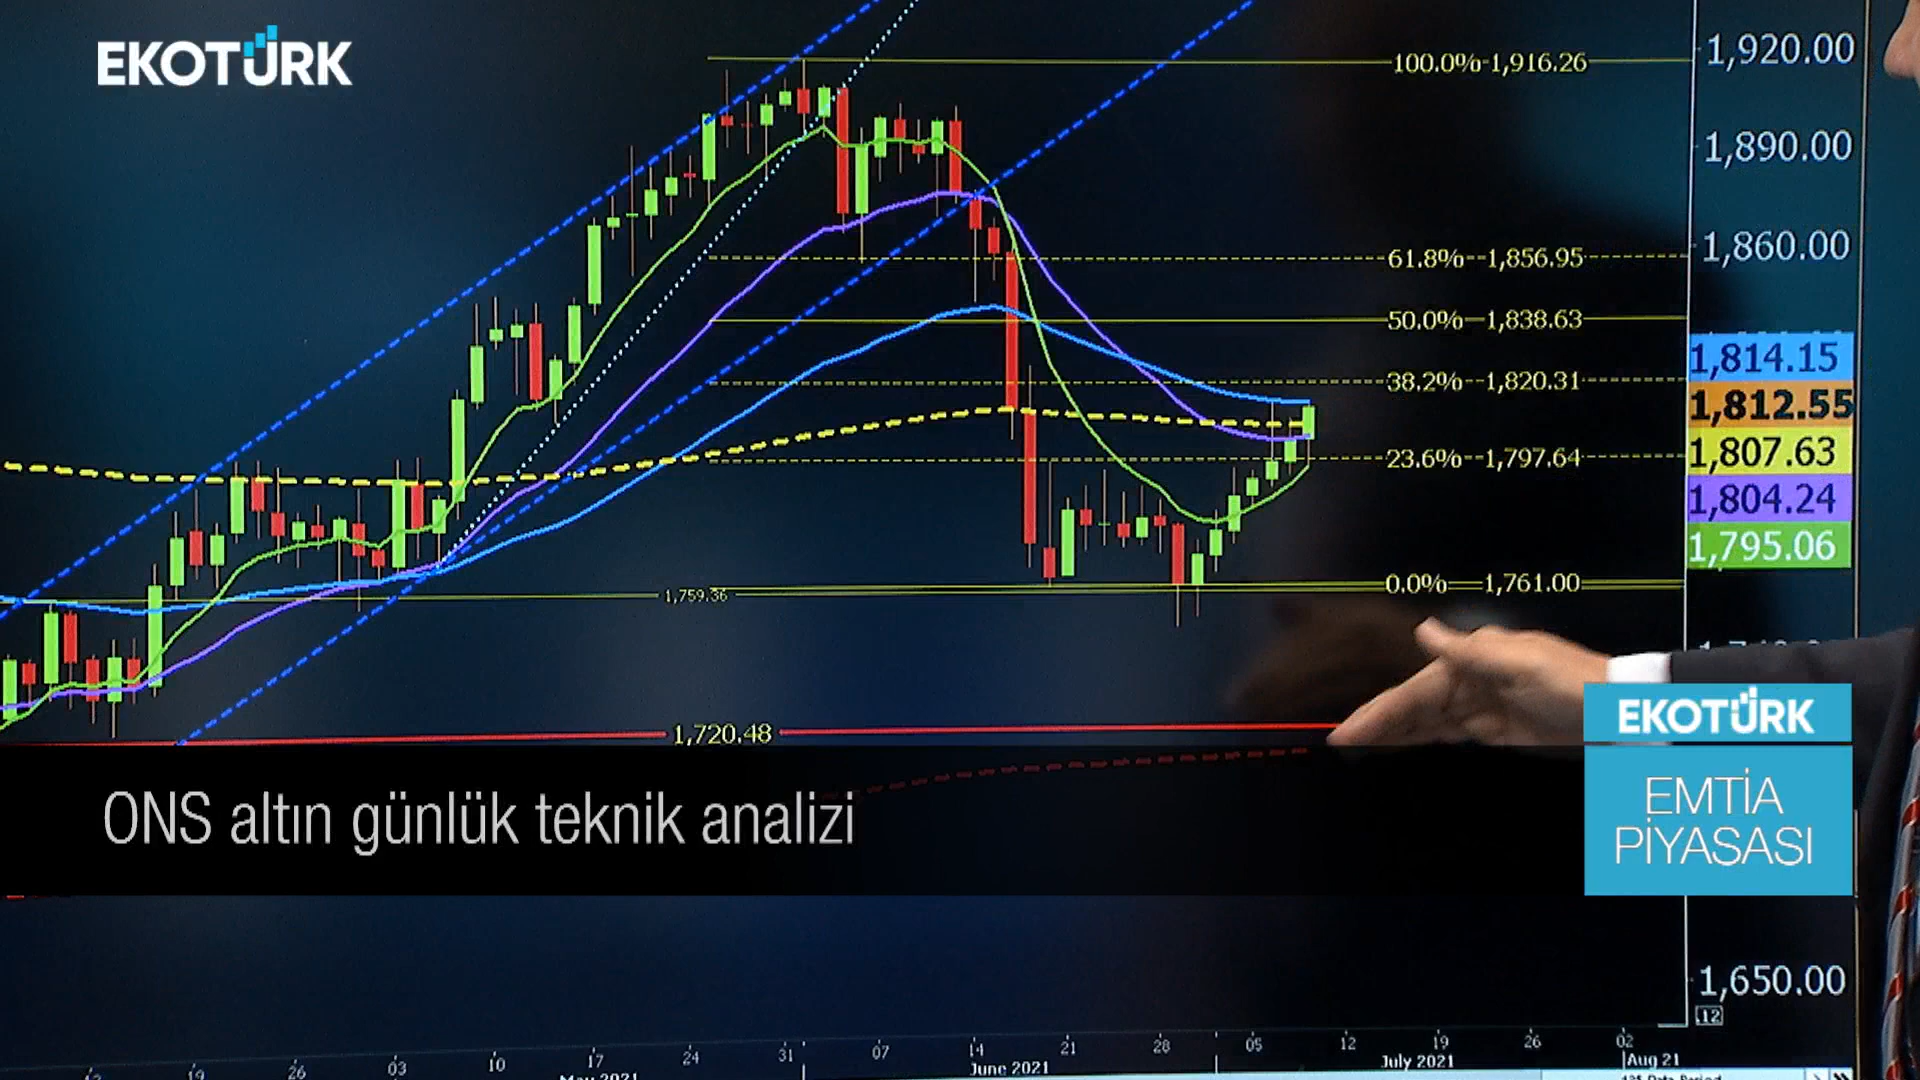 EKOTÜRK
100.0% 1,916.26
61.8% 1,856.95
50.0% 1,838.63
38.2% 1,820.31
23.6% 1,797.64
0.0% 1,761.00
1,759.36
1,720.48
1,920.00
1,890.00
1,860.00
1,814.15
1,812.55
1,807.63
1,804.24
1,795.06
EKOTÜRK
EMTİA
PİYASASI
ONS altın günlük teknik analizi
1,650.00
12
19 26 03 10 17 24 31 07 14 21 28 05 12 19 26 02
June 2021 July 2021 Aug 21